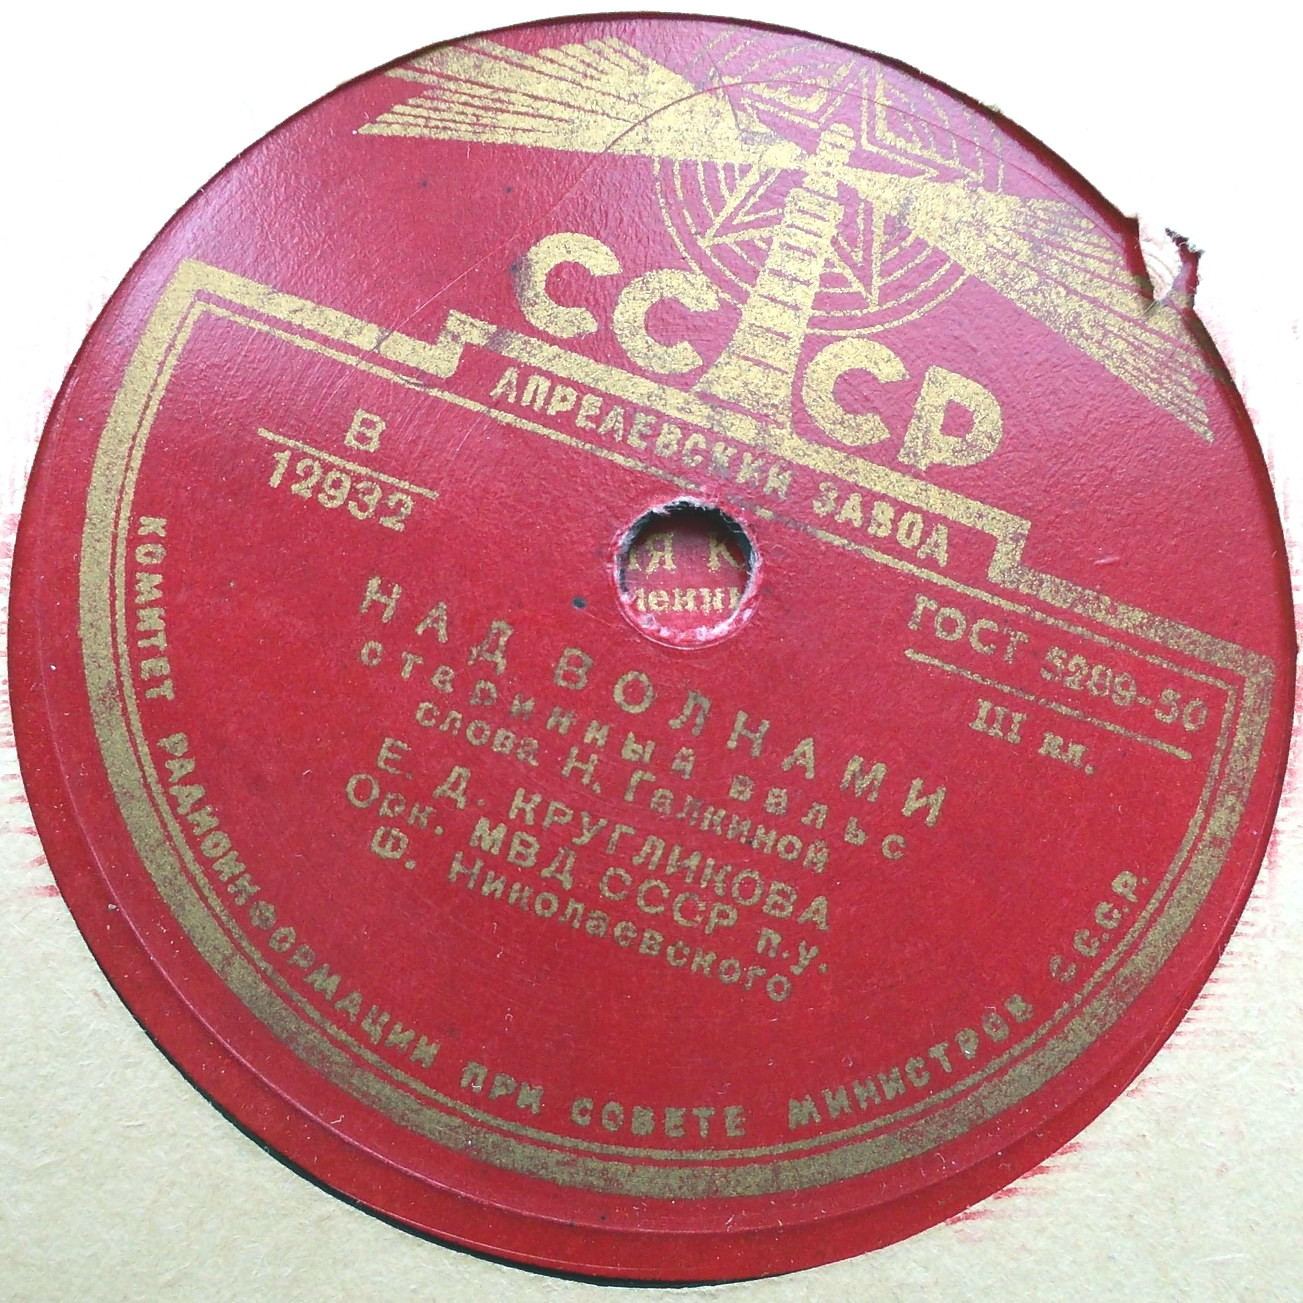 СССР
АПРЕЛЕВСКИЙ ЗАВОД
В
12932
ГОСТ 5289-50
III кл.
НАД ВОЛНАМИ
старинный вальс
слова Н. Галкиной
Е. Д. КРУГЛИКОВА
Орк. МВД СССР п.у.
Ф. Николаевского
КОМИТЕТ РАДИОИНФОРМАЦИИ ПРИ СОВЕТЕ МИНИСТРОВ С.С.С.Р.